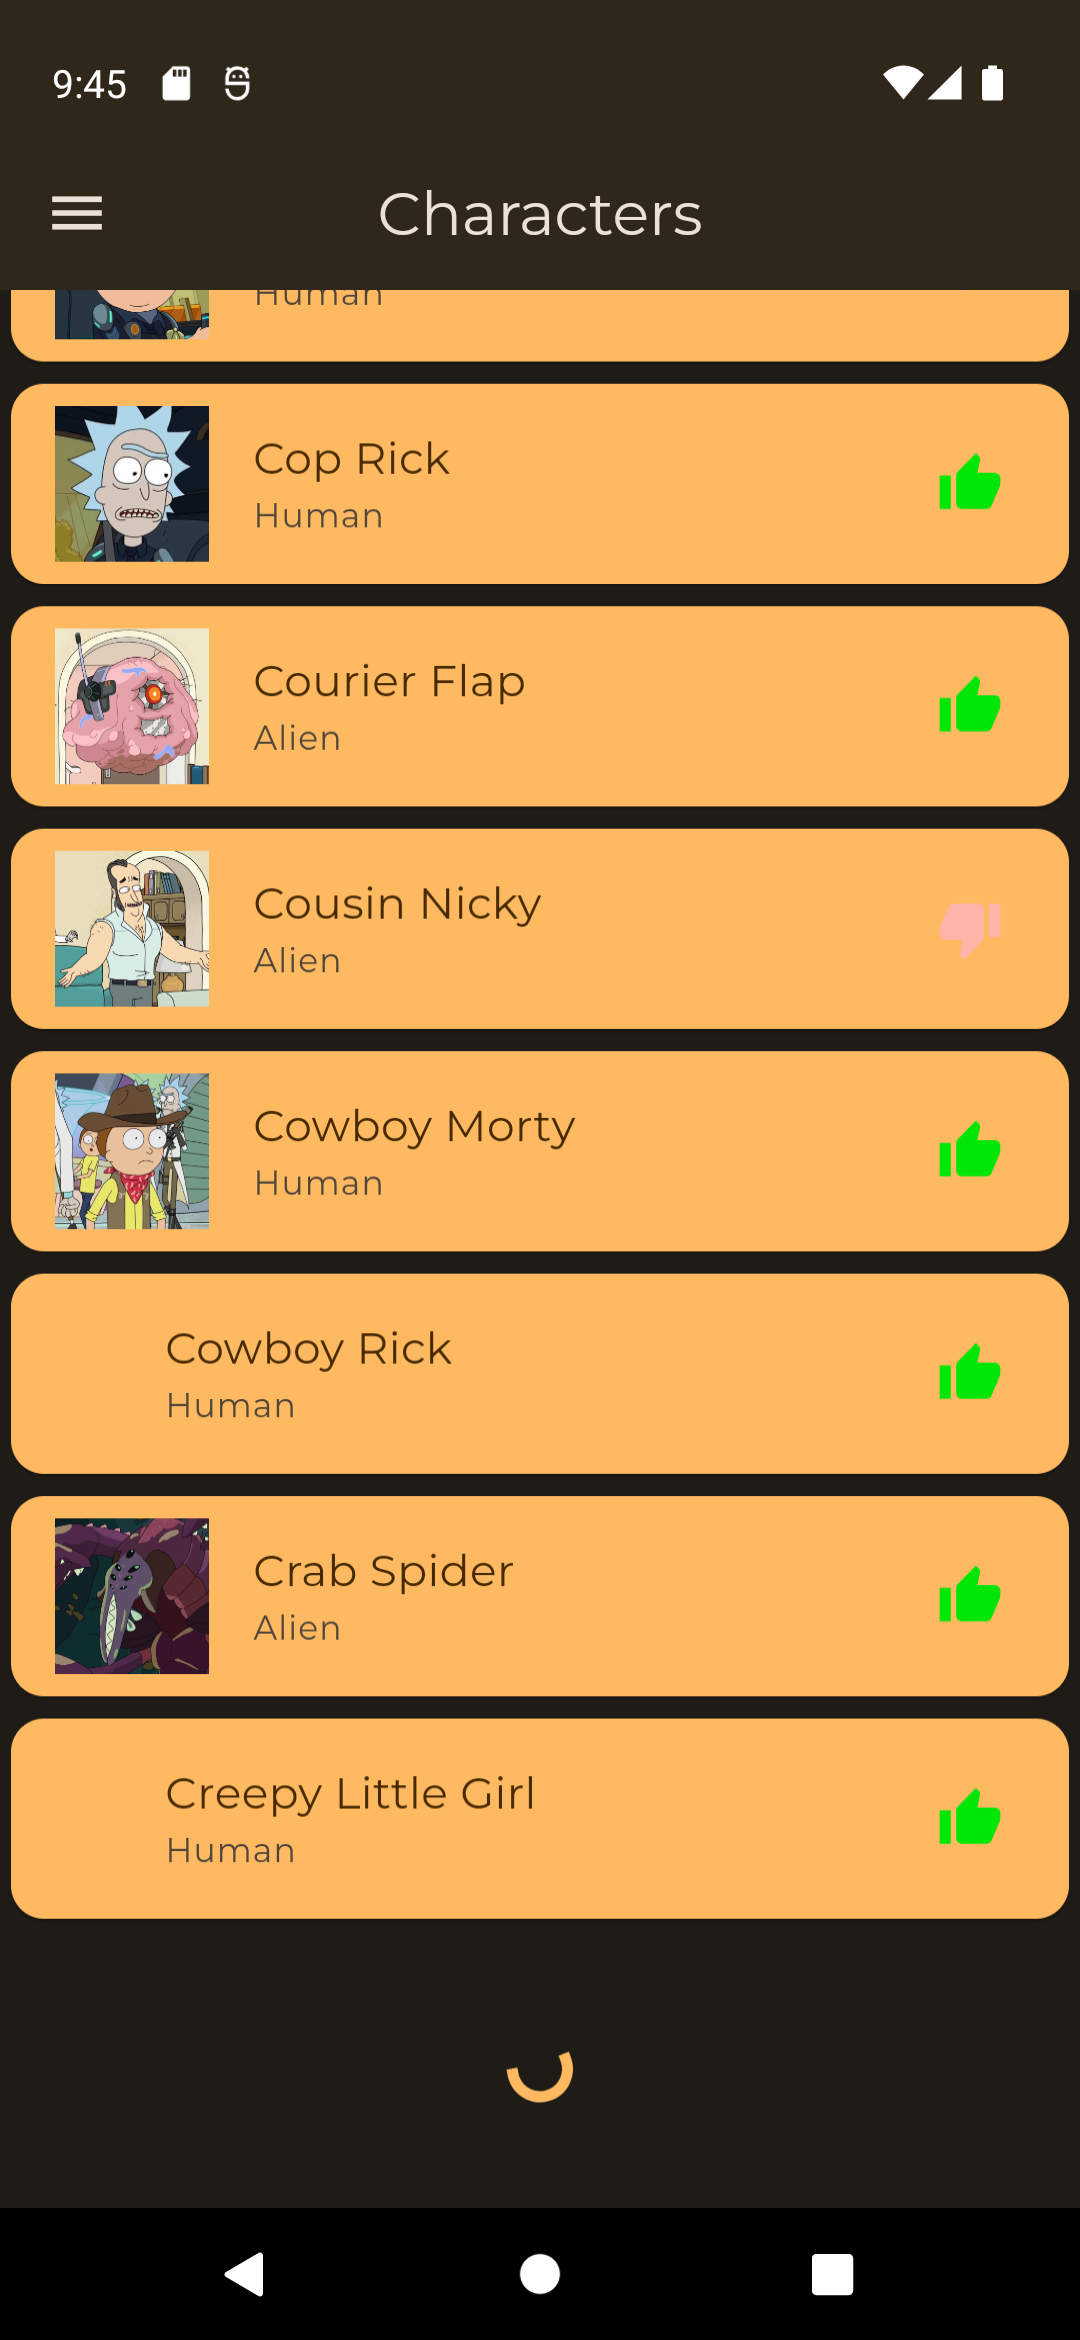 9:45
Characters
Human
Cop Rick
Human
Courier Flap
Alien
Cousin Nicky
Alien
Cowboy Morty
Human
Cowboy Rick
Human
Crab Spider
Alien
Creepy Little Girl
Human